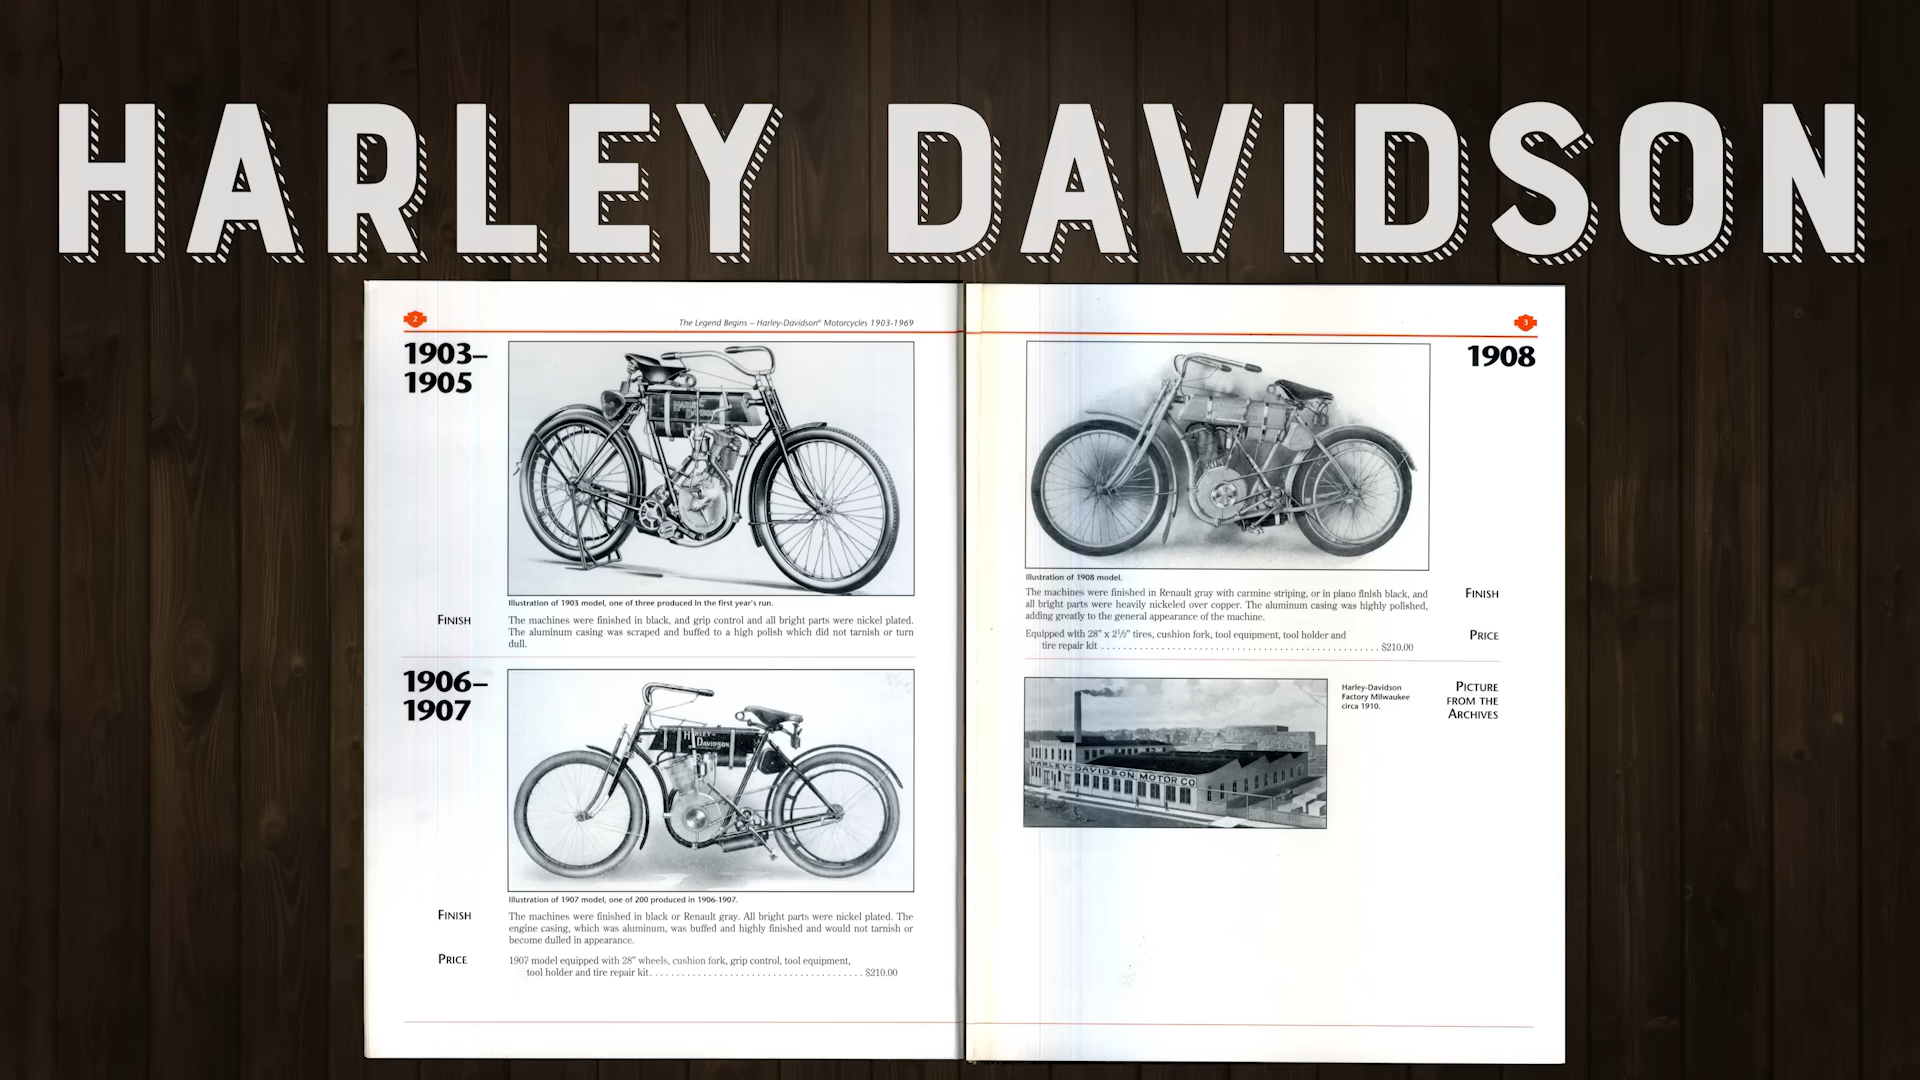 HARLEY DAVIDSON
2
The Legend Begins – Harley-Davidson® Motorcycles 1903-1969
1903–
1905
HARLEY-
DAVIDSON
Illustration of 1903 model, one of three produced in the first year's run.
FINISH
The machines were finished in black, and grip control and all bright parts were nickel plated.
The aluminum casing was scraped and buffed to a high polish which did not tarnish or turn
dull.
1906–
1907
HARLEY-
DAVIDSON
Illustration of 1907 model, one of 200 produced in 1906-1907.
FINISH
The machines were finished in black or Renault gray. All bright parts were nickel plated. The
engine casing, which was aluminum, was buffed and highly finished and would not tarnish or
become dulled in appearance.
PRICE
1907 model equipped with 28" wheels, cushion fork, grip control, tool equipment,
tool holder and tire repair kit. . . . . . . . . . . . . . . . . . . . . . . . . . . . . . . . . . . . . . . $210.00
3
1908
Illustration of 1908 model.
The machines were finished in Renault gray with carmine striping, or in piano finish black, and
all bright parts were heavily nickeled over copper. The aluminum casing was highly polished,
adding greatly to the general appearance of the machine.
FINISH
Equipped with 28" x 2½" tires, cushion fork, tool equipment, tool holder and
tire repair kit . . . . . . . . . . . . . . . . . . . . . . . . . . . . . . . . . . . . . . . . . . . . . . . . . . $210.00
PRICE
HARLEY-DAVIDSON MOTOR CO
Harley-Davidson
Factory Milwaukee
circa 1910.
PICTURE
FROM THE
ARCHIVES